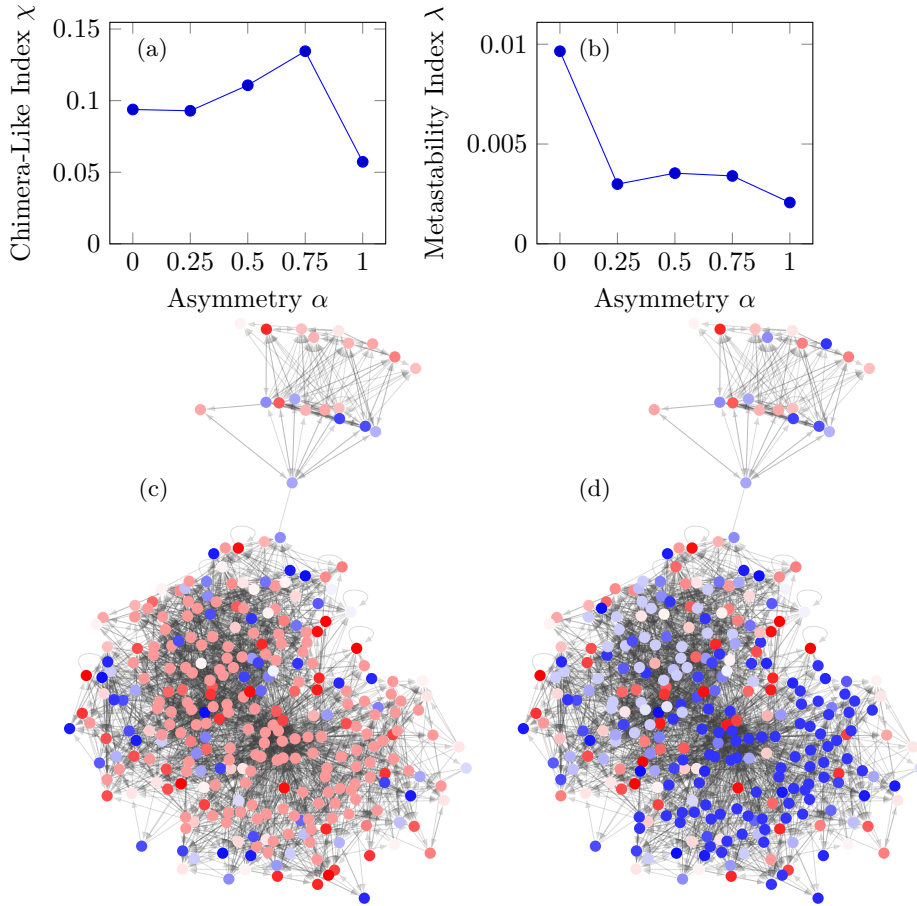 Chimera-Like Index χ
0.15
0.1
0.05
0
(a)
0 0.25 0.5 0.75 1
Asymmetry α
Metastability Index λ
0.01
0.005
0
(b)
0 0.25 0.5 0.75 1
Asymmetry α
(c)
(d)